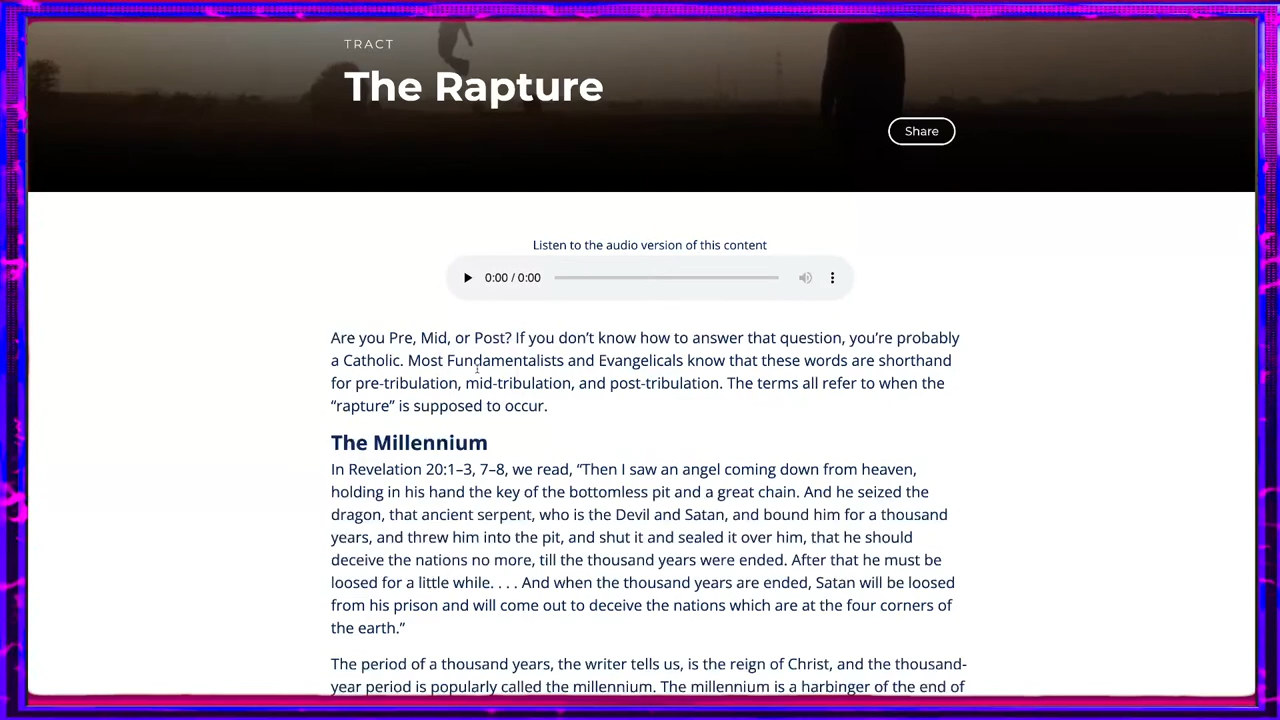 TRACT
The Rapture
Share
Listen to the audio version of this content
0:00 / 0:00
Are you Pre, Mid, or Post? If you don’t know how to answer that question, you’re probably
a Catholic. Most Fundamentalists and Evangelicals know that these words are shorthand
for pre-tribulation, mid-tribulation, and post-tribulation. The terms all refer to when the
“rapture” is supposed to occur.
The Millennium
In Revelation 20:1–3, 7–8, we read, “Then I saw an angel coming down from heaven,
holding in his hand the key of the bottomless pit and a great chain. And he seized the
dragon, that ancient serpent, who is the Devil and Satan, and bound him for a thousand
years, and threw him into the pit, and shut it and sealed it over him, that he should
deceive the nations no more, till the thousand years were ended. After that he must be
loosed for a little while. . . . And when the thousand years are ended, Satan will be loosed
from his prison and will come out to deceive the nations which are at the four corners of
the earth.”
The period of a thousand years, the writer tells us, is the reign of Christ, and the thousand-
year period is popularly called the millennium. The millennium is a harbinger of the end of